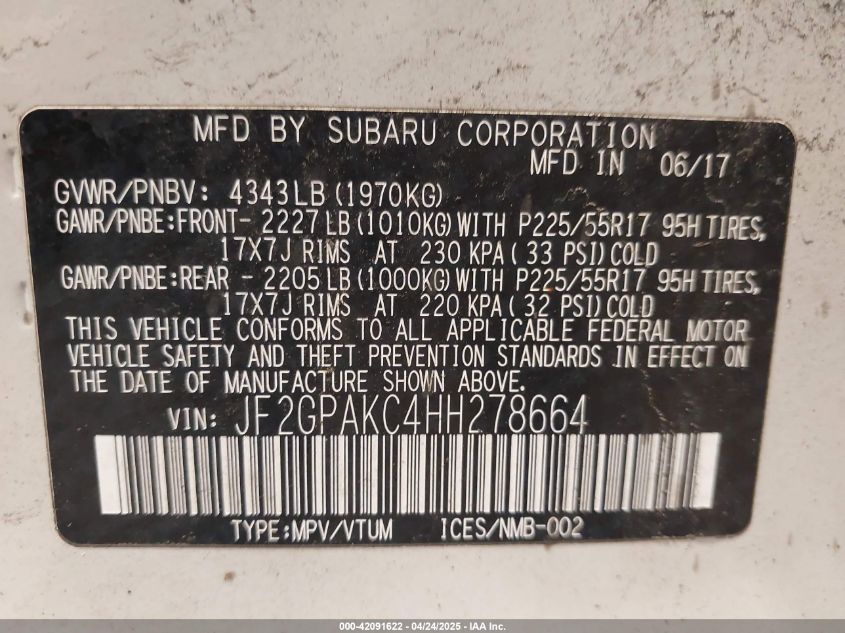 MFD BY SUBARU CORPORATION
MFD IN 06/17
GVWR/PNBV: 4343LB (1970KG)
GAWR/PNBE:FRONT- 2227 LB (1010KG) WITH P225/55R17 95H TIRES,
17X7J RIMS AT 230 KPA ( 33 PSI) COLD
GAWR/PNBE:REAR - 2205 LB (1000KG) WITH P225/55R17 95H TIRES,
17X7J RIMS AT 220 KPA ( 32 PSI) COLD
THIS VEHICLE CONFORMS TO ALL APPLICABLE FEDERAL MOTOR
VEHICLE SAFETY AND THEFT PREVENTION STANDARDS IN EFFECT ON
THE DATE OF MANUFACTURE SHOWN ABOVE.
VIN: JF2GPAKC4HH278664
TYPE:MPV/VTUM ICES/NMB-002
000-42091622 - 04/24/2025 - IAA Inc.